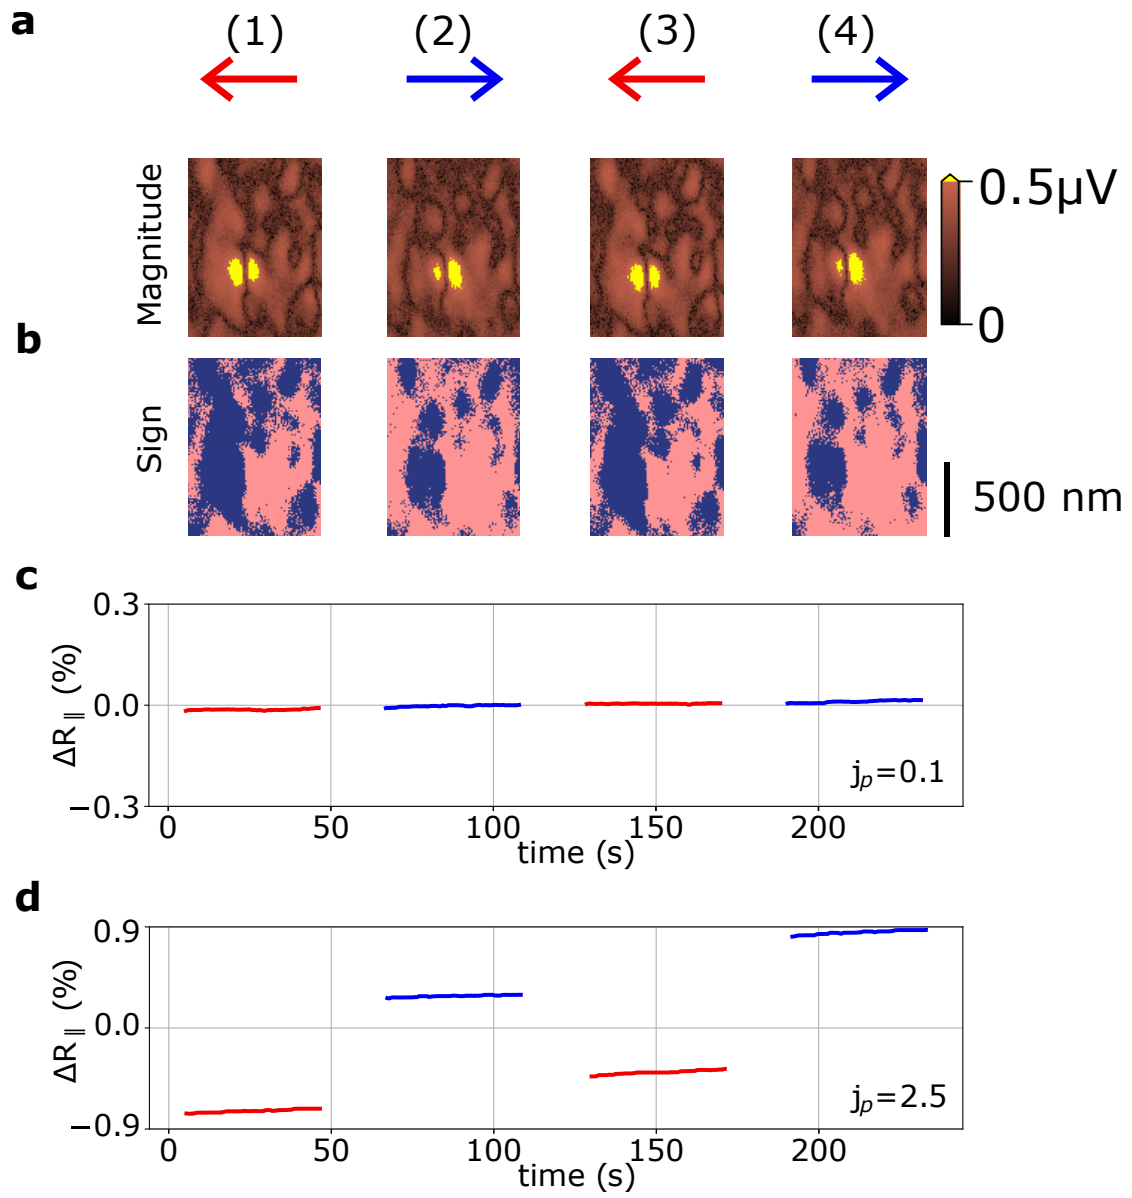 a
(1) (2) (3) (4)
Magnitude
0.5μV
0
b
Sign
500 nm
c
0.3
0.0
−0.3
ΔR∥ (%)
jp=0.1
0 50 100 150 200
time (s)
d
0.9
0.0
−0.9
ΔR∥ (%)
jp=2.5
0 50 100 150 200
time (s)